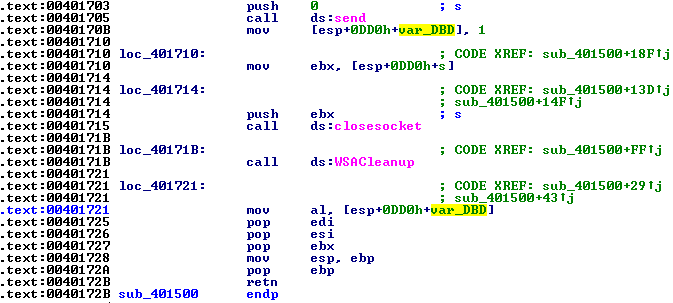 .text:00401703 push 0 ; s
.text:00401705 call ds:send
.text:0040170B mov [esp+0DD0h+var_DBD], 1
.text:00401710
.text:00401710 loc_401710: ; CODE XREF: sub_401500+18F↑j
.text:00401710 mov ebx, [esp+0DD0h+s]
.text:00401714
.text:00401714 loc_401714: ; CODE XREF: sub_401500+13D↑j
.text:00401714 ; sub_401500+14F↑j
.text:00401714 push ebx ; s
.text:00401715 call ds:closesocket
.text:0040171B
.text:0040171B loc_40171B: ; CODE XREF: sub_401500+FF↑j
.text:0040171B call ds:WSACleanup
.text:00401721
.text:00401721 loc_401721: ; CODE XREF: sub_401500+29↑j
.text:00401721 ; sub_401500+43↑j
.text:00401721 mov al, [esp+0DD0h+var_DBD]
.text:00401725 pop edi
.text:00401726 pop esi
.text:00401727 pop ebx
.text:00401728 mov esp, ebp
.text:0040172A pop ebp
.text:0040172B retn
.text:0040172B sub_401500 endp